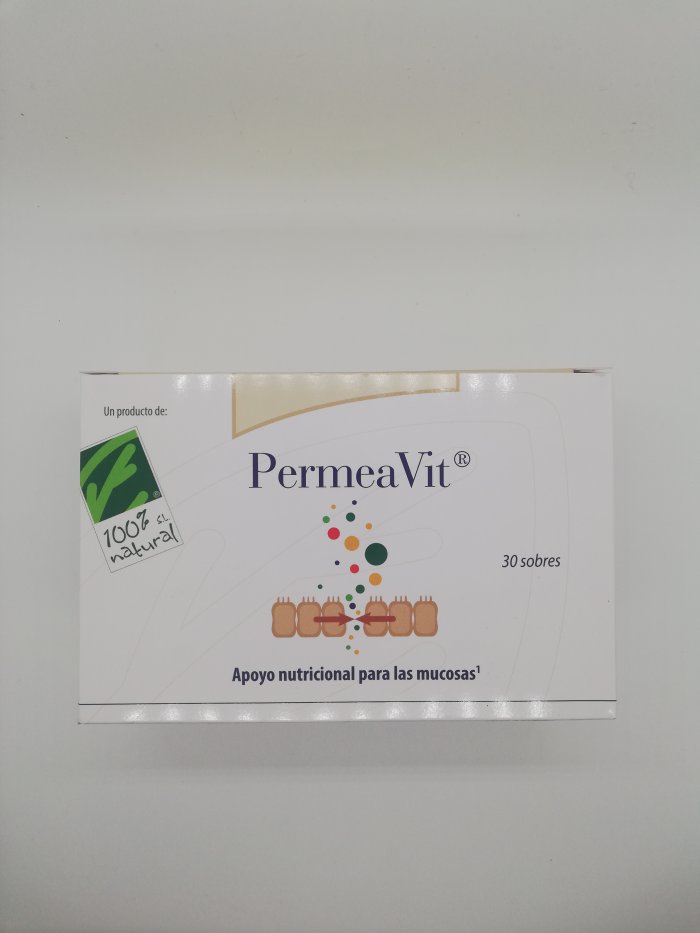 Un producto de:
PermeaVit®
®
100% S.L.
natural
30 sobres
Apoyo nutricional para las mucosas¹